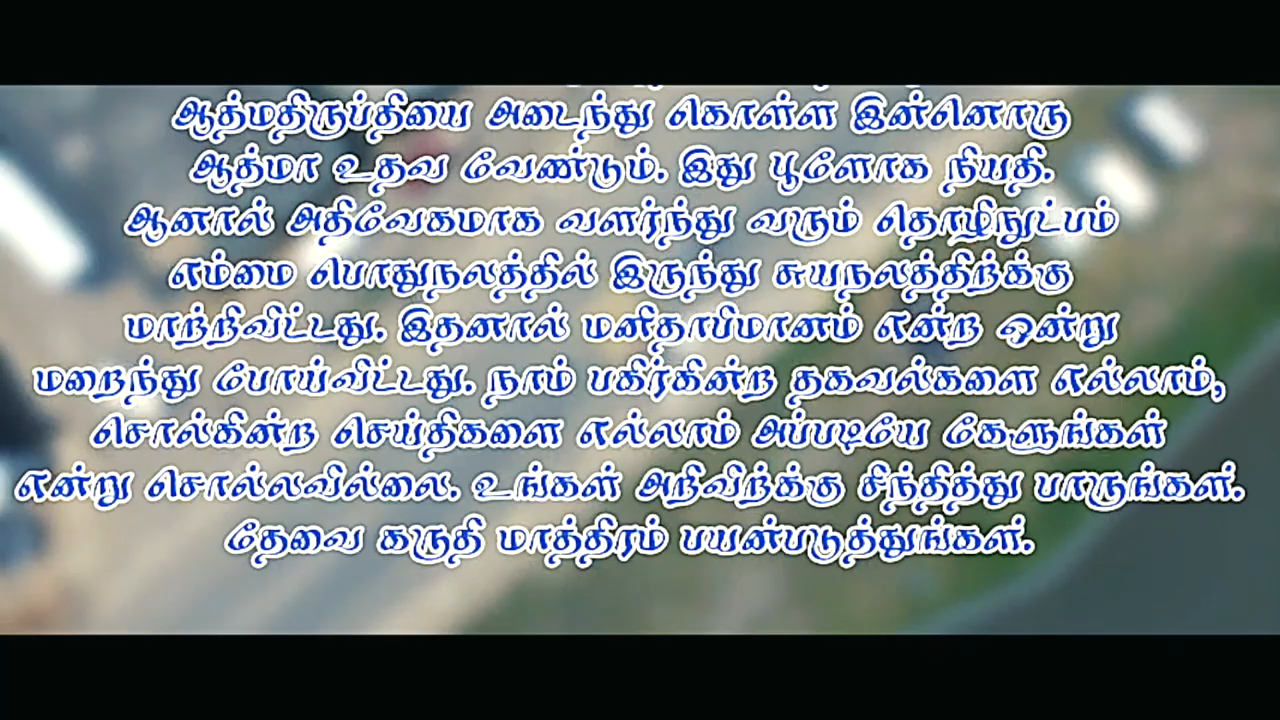 ஆத்மதிருப்தியை அடைந்து கொள்ள இன்னொரு
ஆத்மா உதவ வேண்டும். இது பூளோக நியதி.
ஆனால் அதிவேகமாக வளர்ந்து வரும் தொழிநுட்பம்
எம்மை பொதுநலத்தில் இருந்து சுயநலத்திற்க்கு
மாற்றிவிட்டது. இதனால் மனிதாபிமானம் என்ற ஒன்று
மறைந்து போய்விட்டது. நாம் பகிர்கின்ற தகவல்களை எல்லாம்,
சொல்கின்ற செய்திகளை எல்லாம் அப்படியே கேளுங்கள்
என்று சொல்லவில்லை. உங்கள் அறிவிற்க்கு சிந்தித்து பாருங்கள்.
தேவை கருதி மாத்திரம் பயன்படுத்துங்கள்.